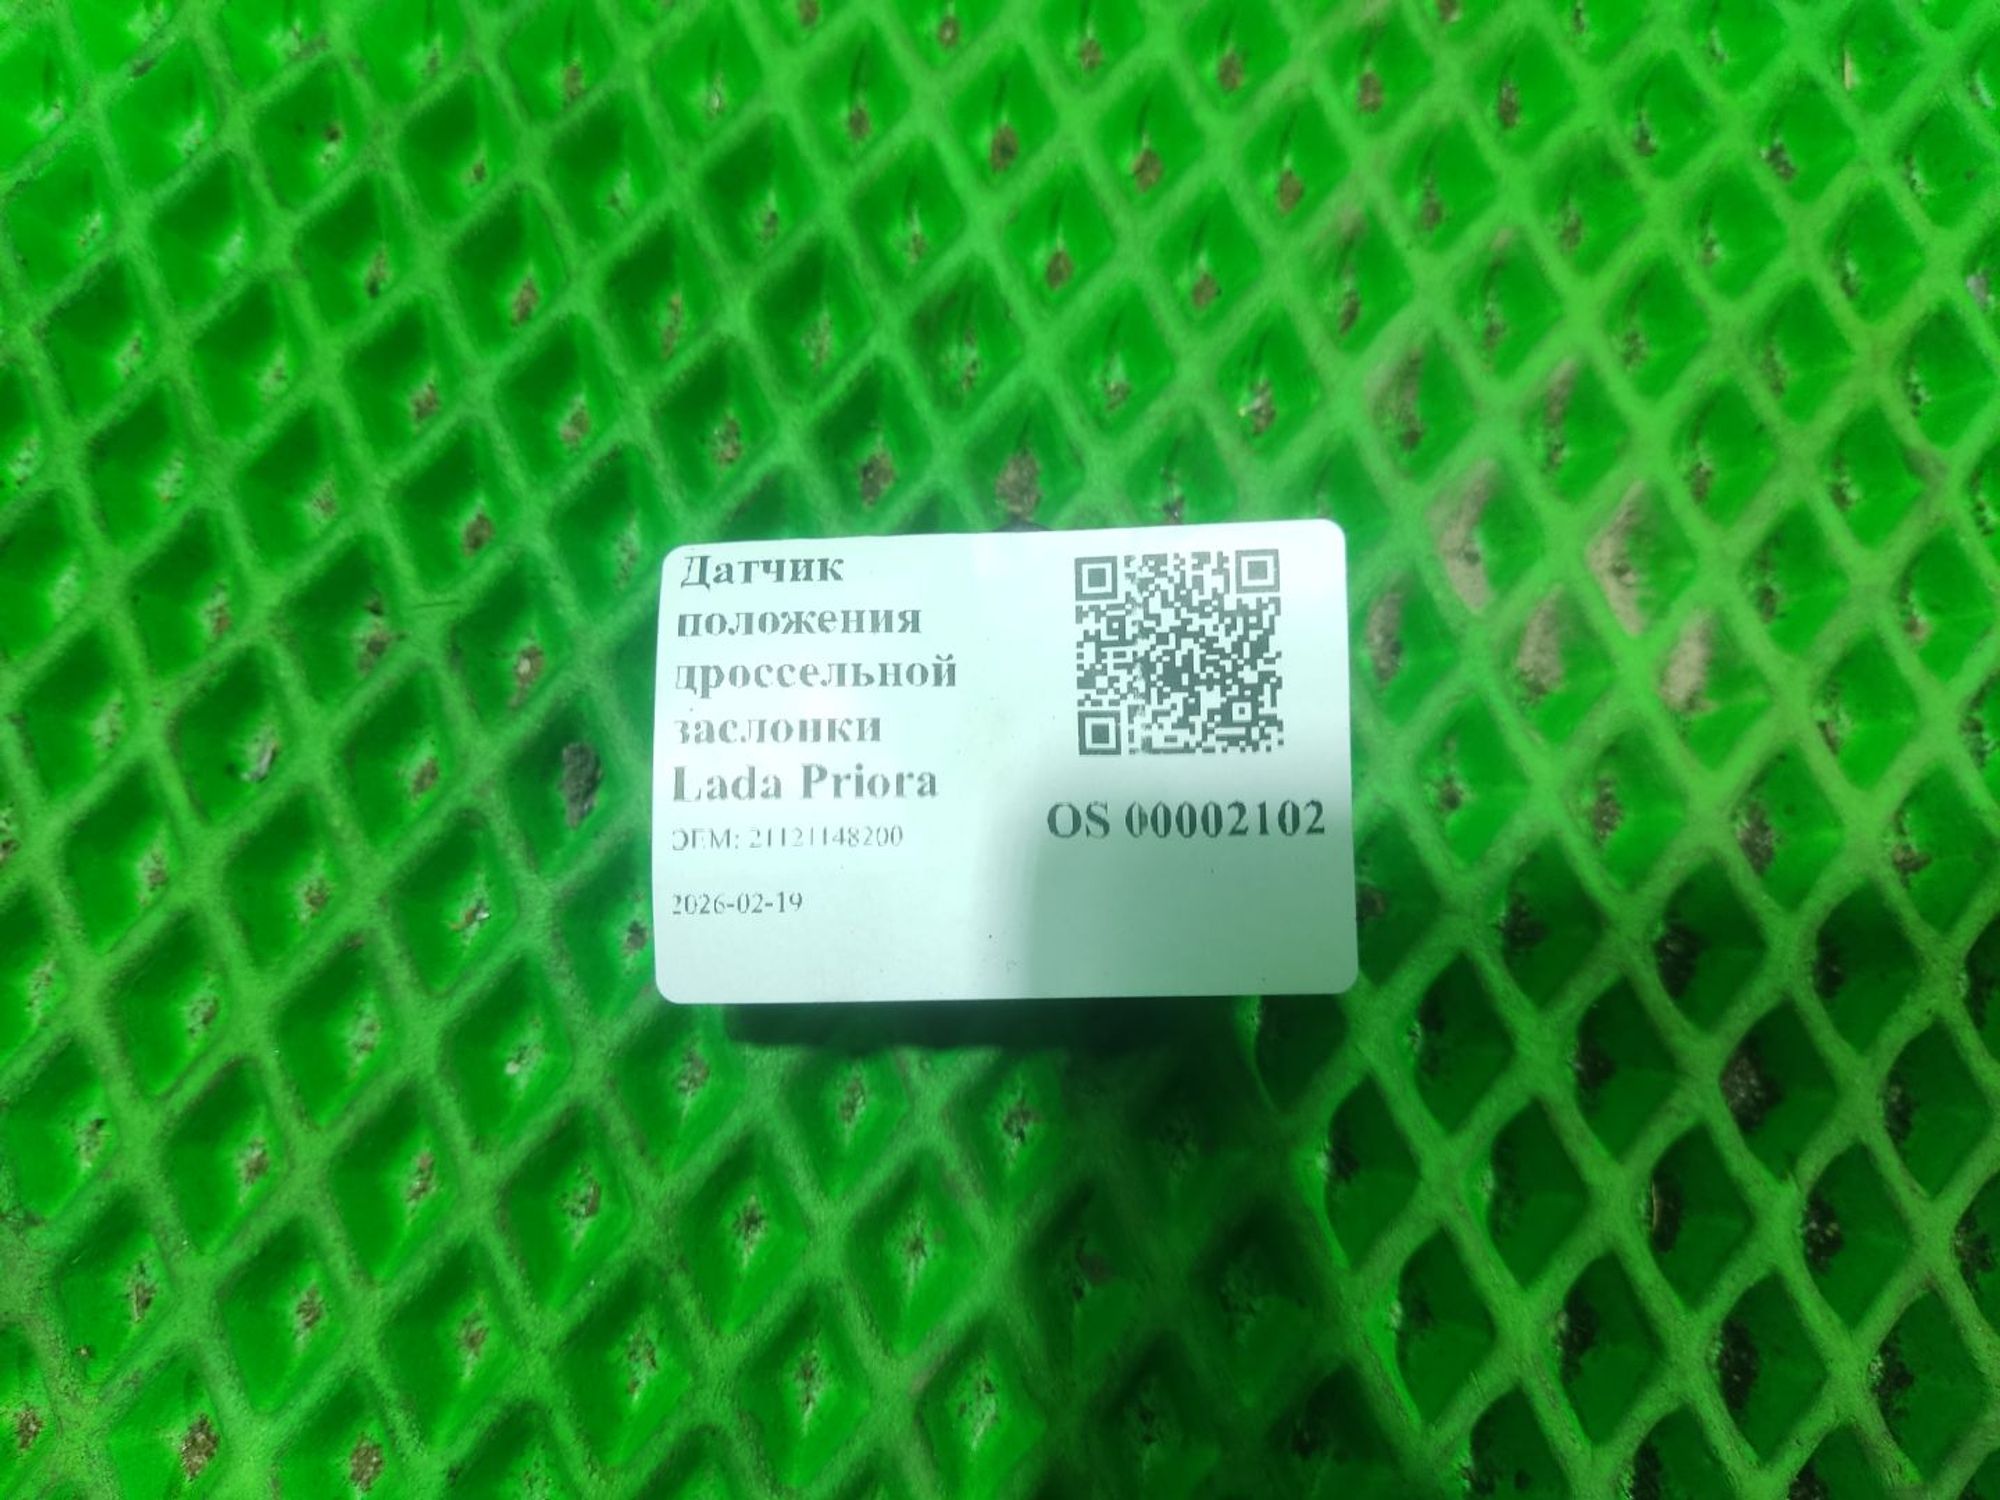 Датчик
положения
дроссельной
заслонки
Lada Priora
ОЕМ: 21121148200
2026-02-19
OS 00002102